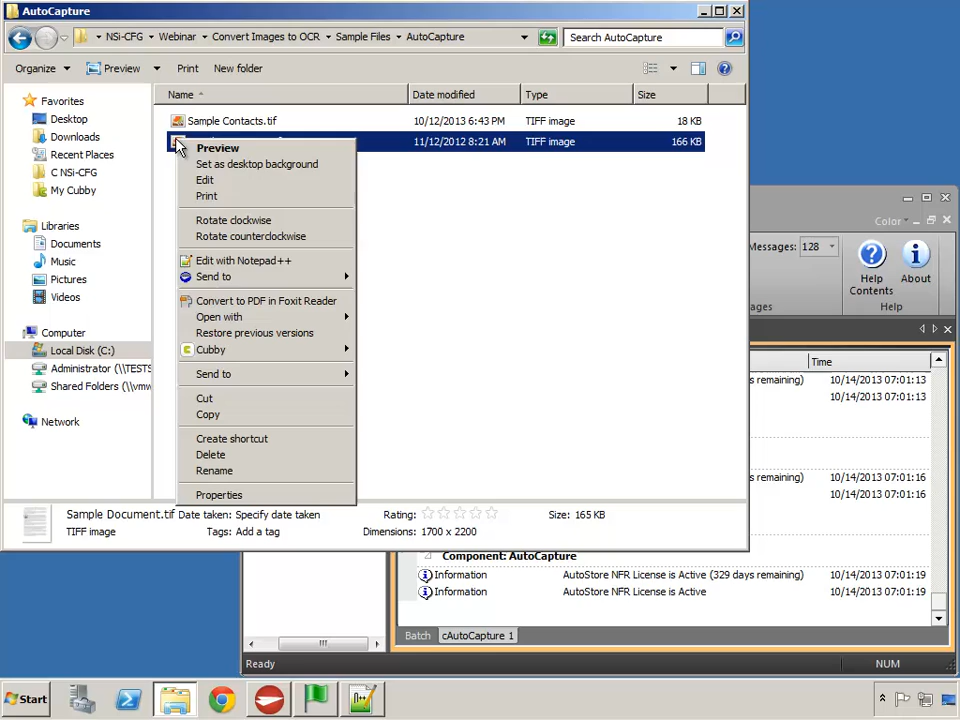 AutoCapture
NSi-CFG Webinar Convert Images to OCR Sample Files AutoCapture
Search AutoCapture
Organize Preview Print New folder
Favorites
Desktop
Downloads
Recent Places
C NSi-CFG
My Cubby
Libraries
Documents
Music
Pictures
Videos
Computer
Local Disk (C:)
Administrator (\\TESTS
Shared Folders (\\vmw
Network
Name Date modified Type Size
Sample Contacts.tif 10/12/2013 6:43 PM TIFF image 18 KB
11/12/2012 8:21 AM TIFF image 166 KB
Preview
Set as desktop background
Edit
Print
Rotate clockwise
Rotate counterclockwise
Edit with Notepad++
Send to
Convert to PDF in Foxit Reader
Open with
Restore previous versions
Cubby
Send to
Cut
Copy
Create shortcut
Delete
Rename
Properties
Sample Document.tif Date taken: Specify date taken Rating: Size: 165 KB
TIFF image Tags: Add a tag Dimensions: 1700 x 2200
Color
Messages: 128
Help Contents
About
ages
Help
Time
s remaining) 10/14/2013 07:01:13
10/14/2013 07:01:13
s remaining) 10/14/2013 07:01:16
10/14/2013 07:01:16
Component: AutoCapture
Information AutoStore NFR License is Active (329 days remaining) 10/14/2013 07:01:19
Information AutoStore NFR License is Active 10/14/2013 07:01:19
Batch cAutoCapture 1
Ready NUM
Start